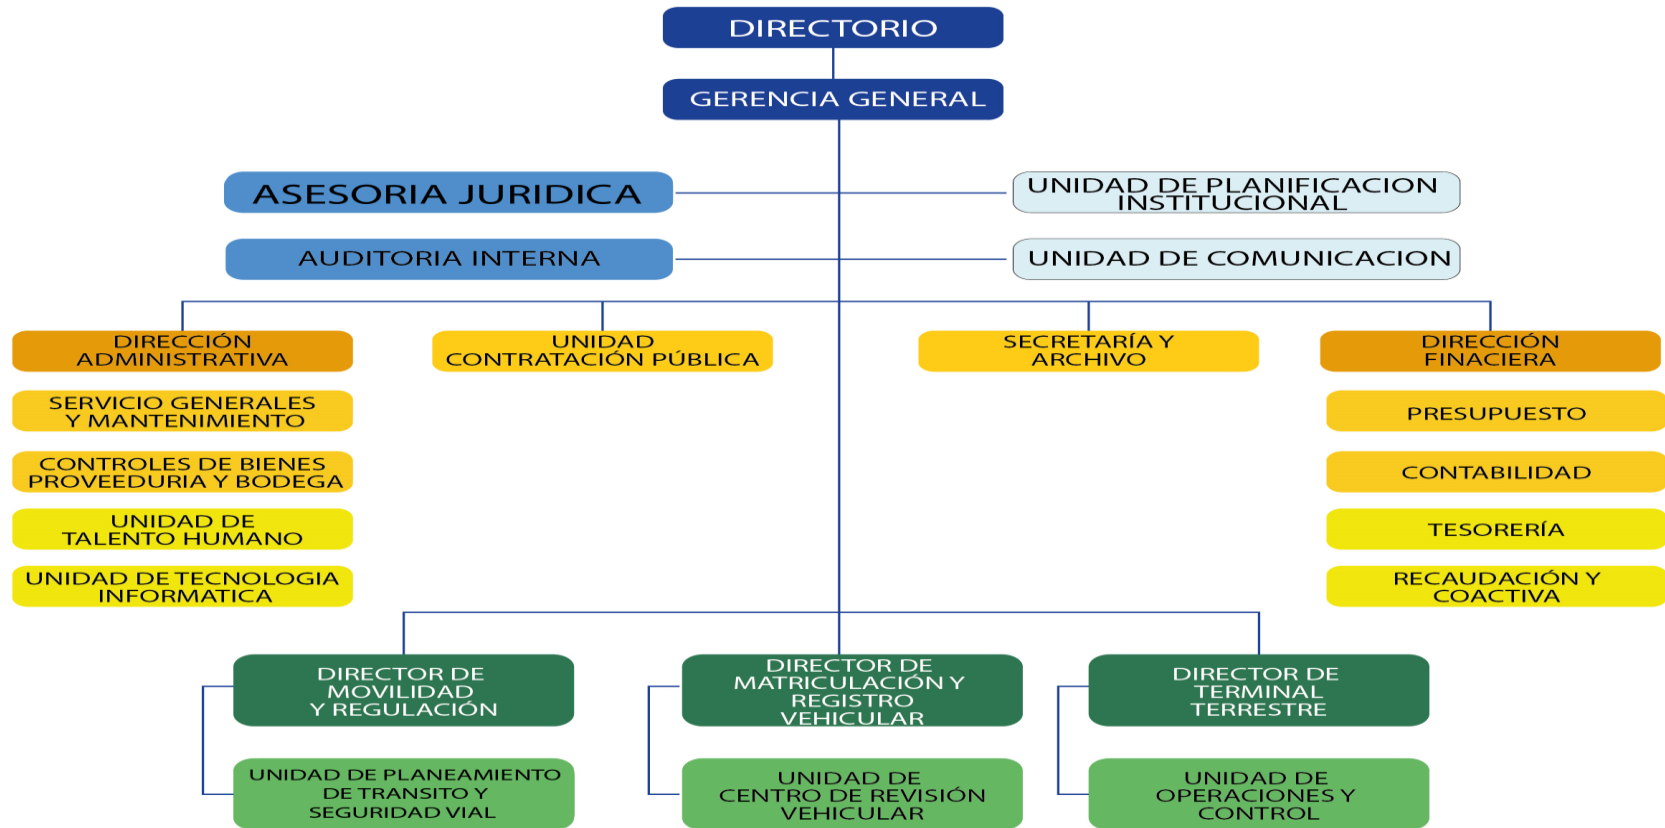 DIRECTORIO
GERENCIA GENERAL
ASESORIA JURIDICA
UNIDAD DE PLANIFICACION
INSTITUCIONAL
AUDITORIA INTERNA
UNIDAD DE COMUNICACION
DIRECCIÓN
ADMINISTRATIVA
UNIDAD
CONTRATACIÓN PÚBLICA
SECRETARÍA Y
ARCHIVO
DIRECCIÓN
FINACIERA
SERVICIO GENERALES
Y MANTENIMIENTO
CONTROLES DE BIENES
PROVEEDURIA Y BODEGA
UNIDAD DE
TALENTO HUMANO
UNIDAD DE TECNOLOGIA
INFORMATICA
PRESUPUESTO
CONTABILIDAD
TESORERÍA
RECAUDACIÓN Y
COACTIVA
DIRECTOR DE
MOVILIDAD
Y REGULACIÓN
DIRECTOR DE
MATRICULACIÓN Y
REGISTRO
VEHICULAR
DIRECTOR DE
TERMINAL
TERRESTRE
UNIDAD DE PLANEAMIENTO
DE TRANSITO Y
SEGURIDAD VIAL
UNIDAD DE
CENTRO DE REVISIÓN
VEHICULAR
UNIDAD DE
OPERACIONES Y
CONTROL